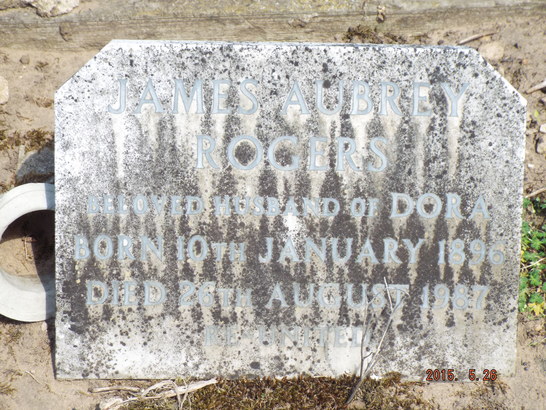 JAMES AUBREY
ROGERS
BELOVED HUSBAND OF DORA
BORN 10TH JANUARY 1896
DIED 26TH AUGUST 1987
RE-UNITED
2015. 5.26